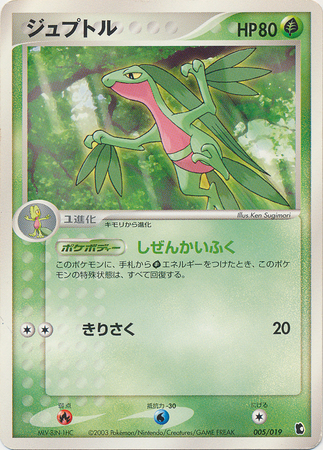 ジュプトル HP80
Illus. Ken Sugimori
1進化 キモリから進化
ポケボディー しぜんかいふく
このポケモンに、手札から エネルギーをつけたとき、このポケ
モンの特殊状態は、すべて回復する。
きりさく 20
弱点 抵抗力 -30 にげる
©2003 Pokémon/Nintendo/Creatures/GAME FREAK. 005/019